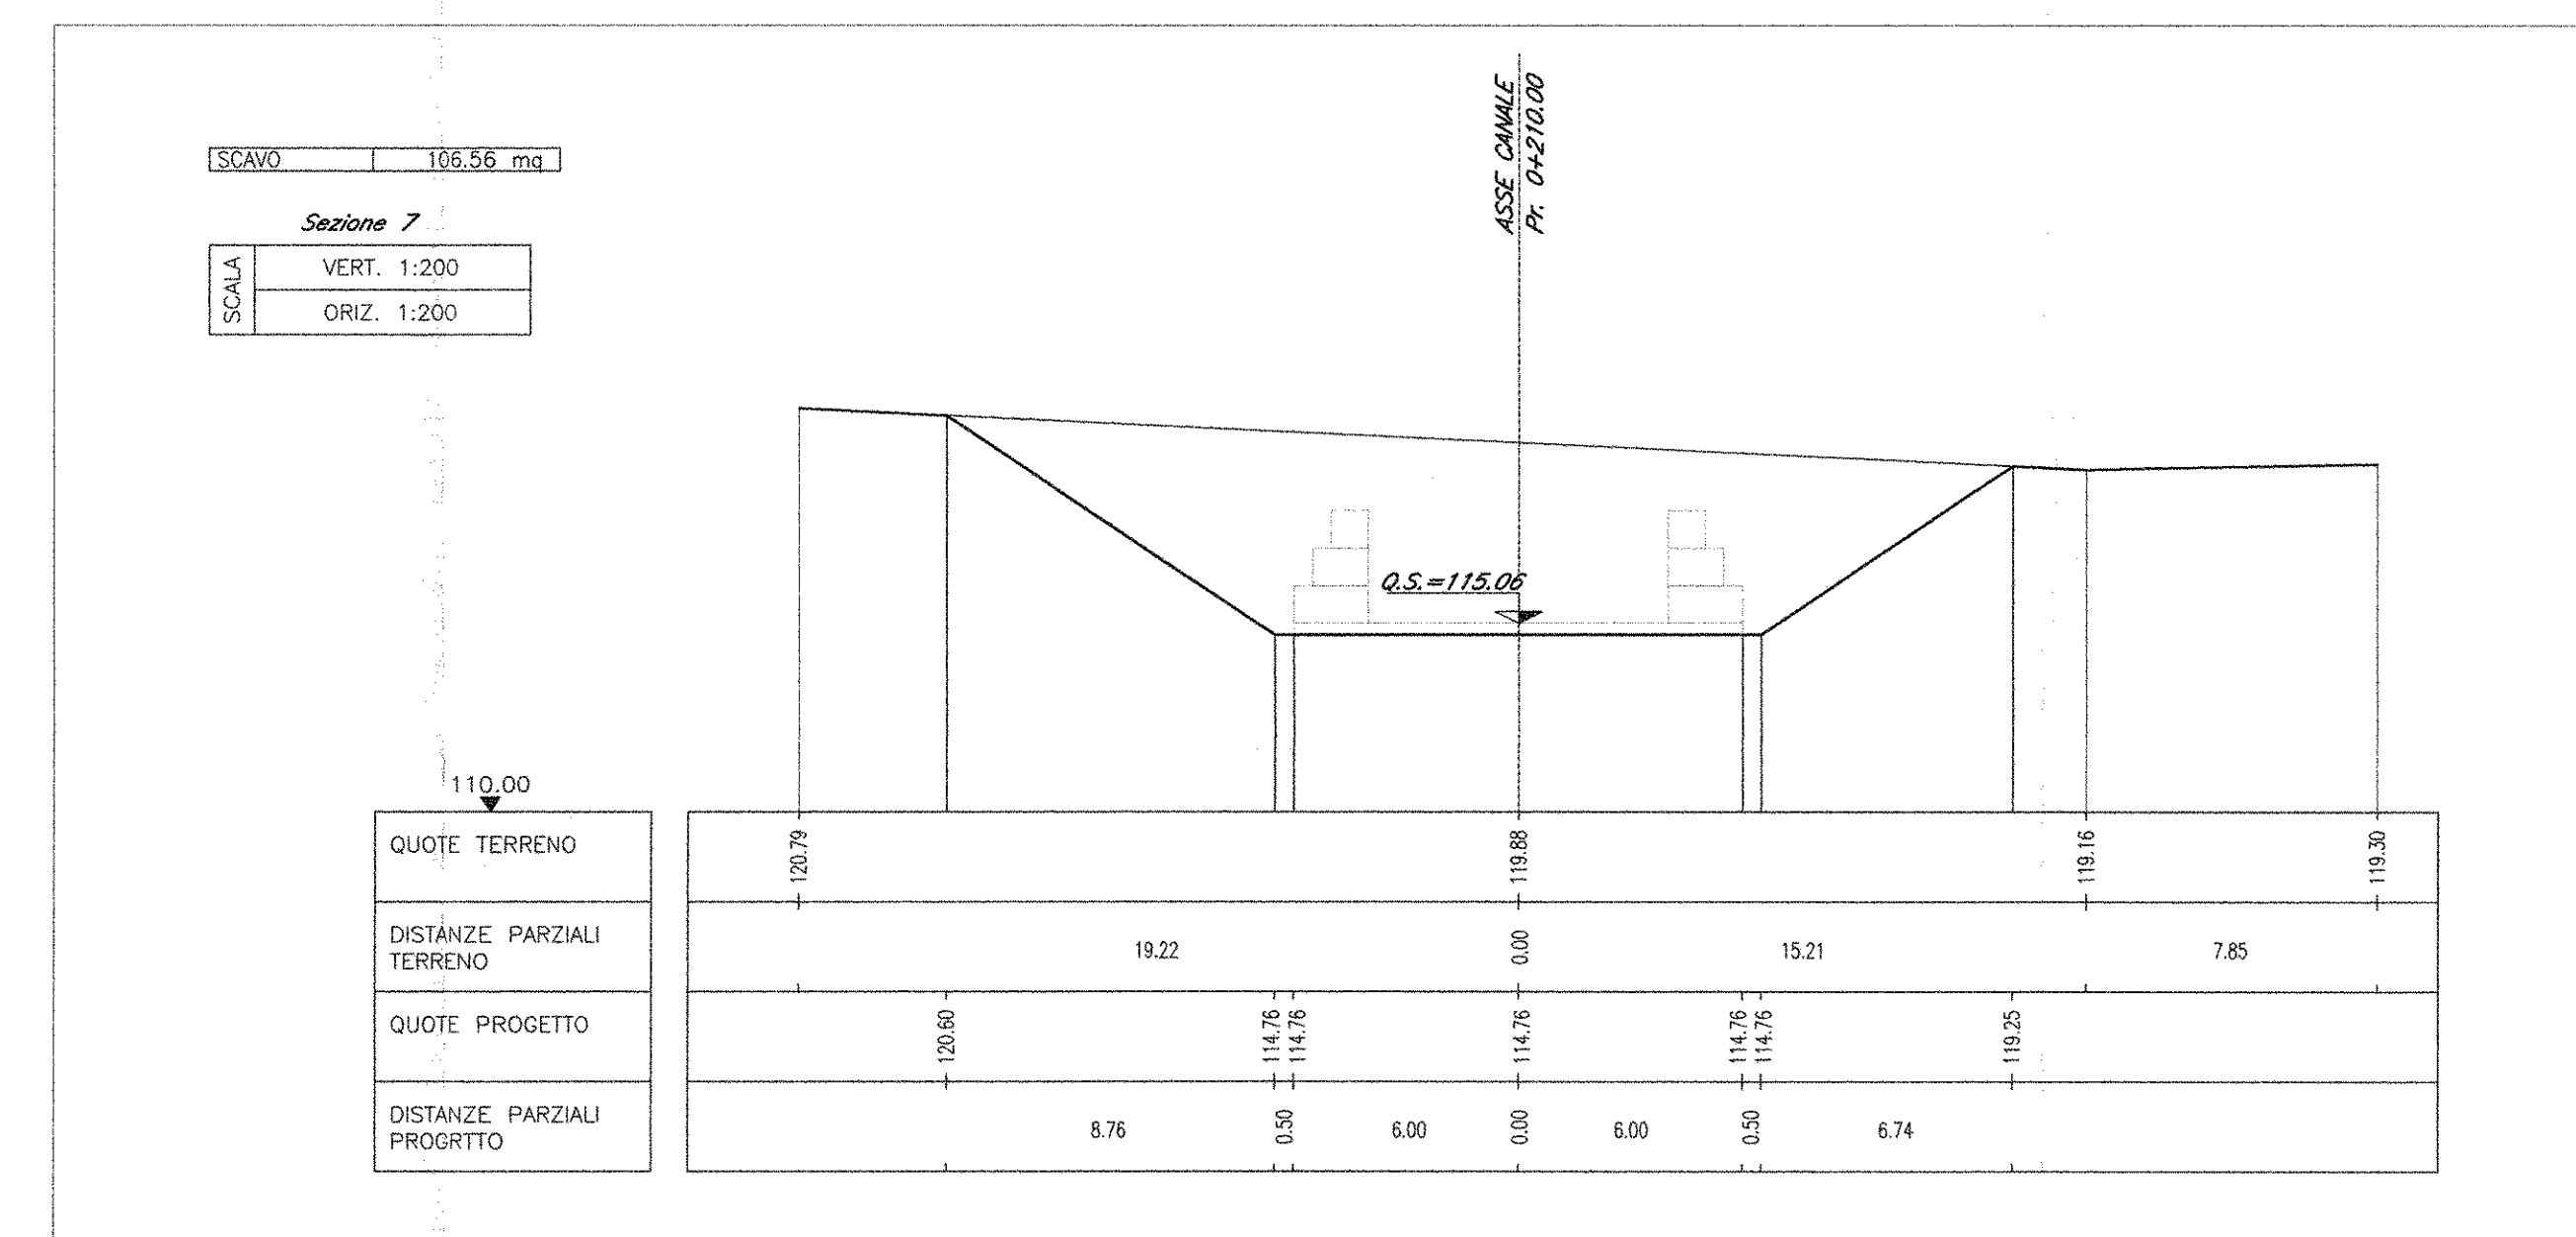 ASSE CANALE
Pr. 0+210.00
SCAVO 106.56 mq
Sezione 7
SCALA
VERT. 1:200
ORIZ. 1:200
Q.S.=115.06
110.00
QUOTE TERRENO 120.79 119.88 119.16 119.30
DISTANZE PARZIALI
TERRENO 19.22 0.00 15.21 7.85
QUOTE PROGETTO 120.60 114.76 114.76 114.76 114.76 114.76 119.25
DISTANZE PARZIALI
PROGRTTO 8.76 0.50 6.00 0.00 6.00 0.50 6.74